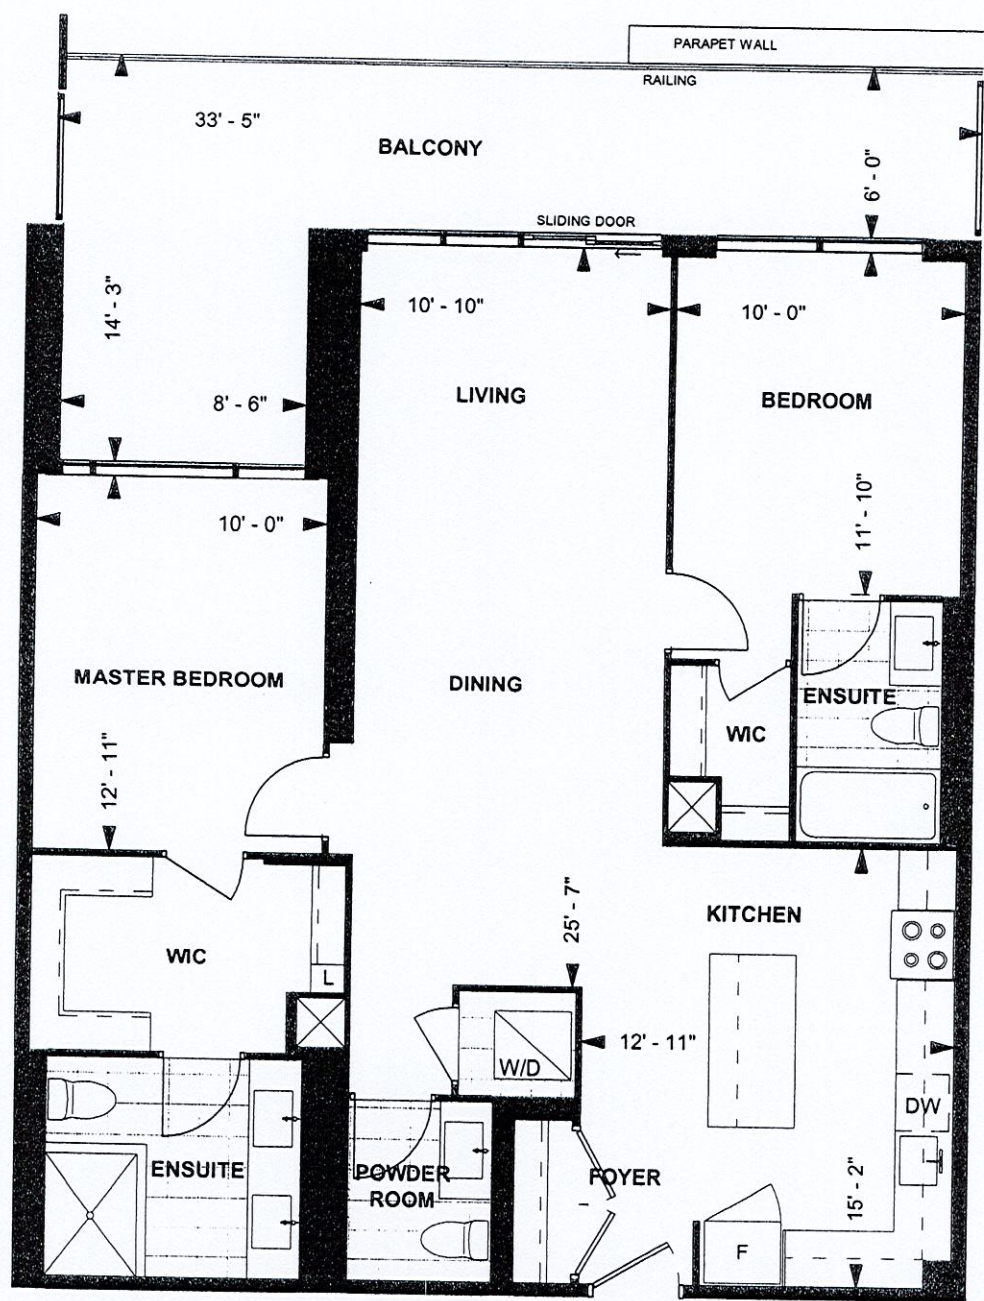 PARAPET WALL
RAILING
33' - 5"
BALCONY
6' - 0"
SLIDING DOOR
14' - 3"
10' - 10"
10' - 0"
8' - 6"
LIVING
BEDROOM
10' - 0"
11' - 10"
MASTER BEDROOM
DINING
ENSUITE
WIC
12' - 11"
25' - 7"
KITCHEN
WIC
L
12' - 11"
W/D
DW
ENSUITE
POWDER
ROOM
FOYER
15' - 2"
F